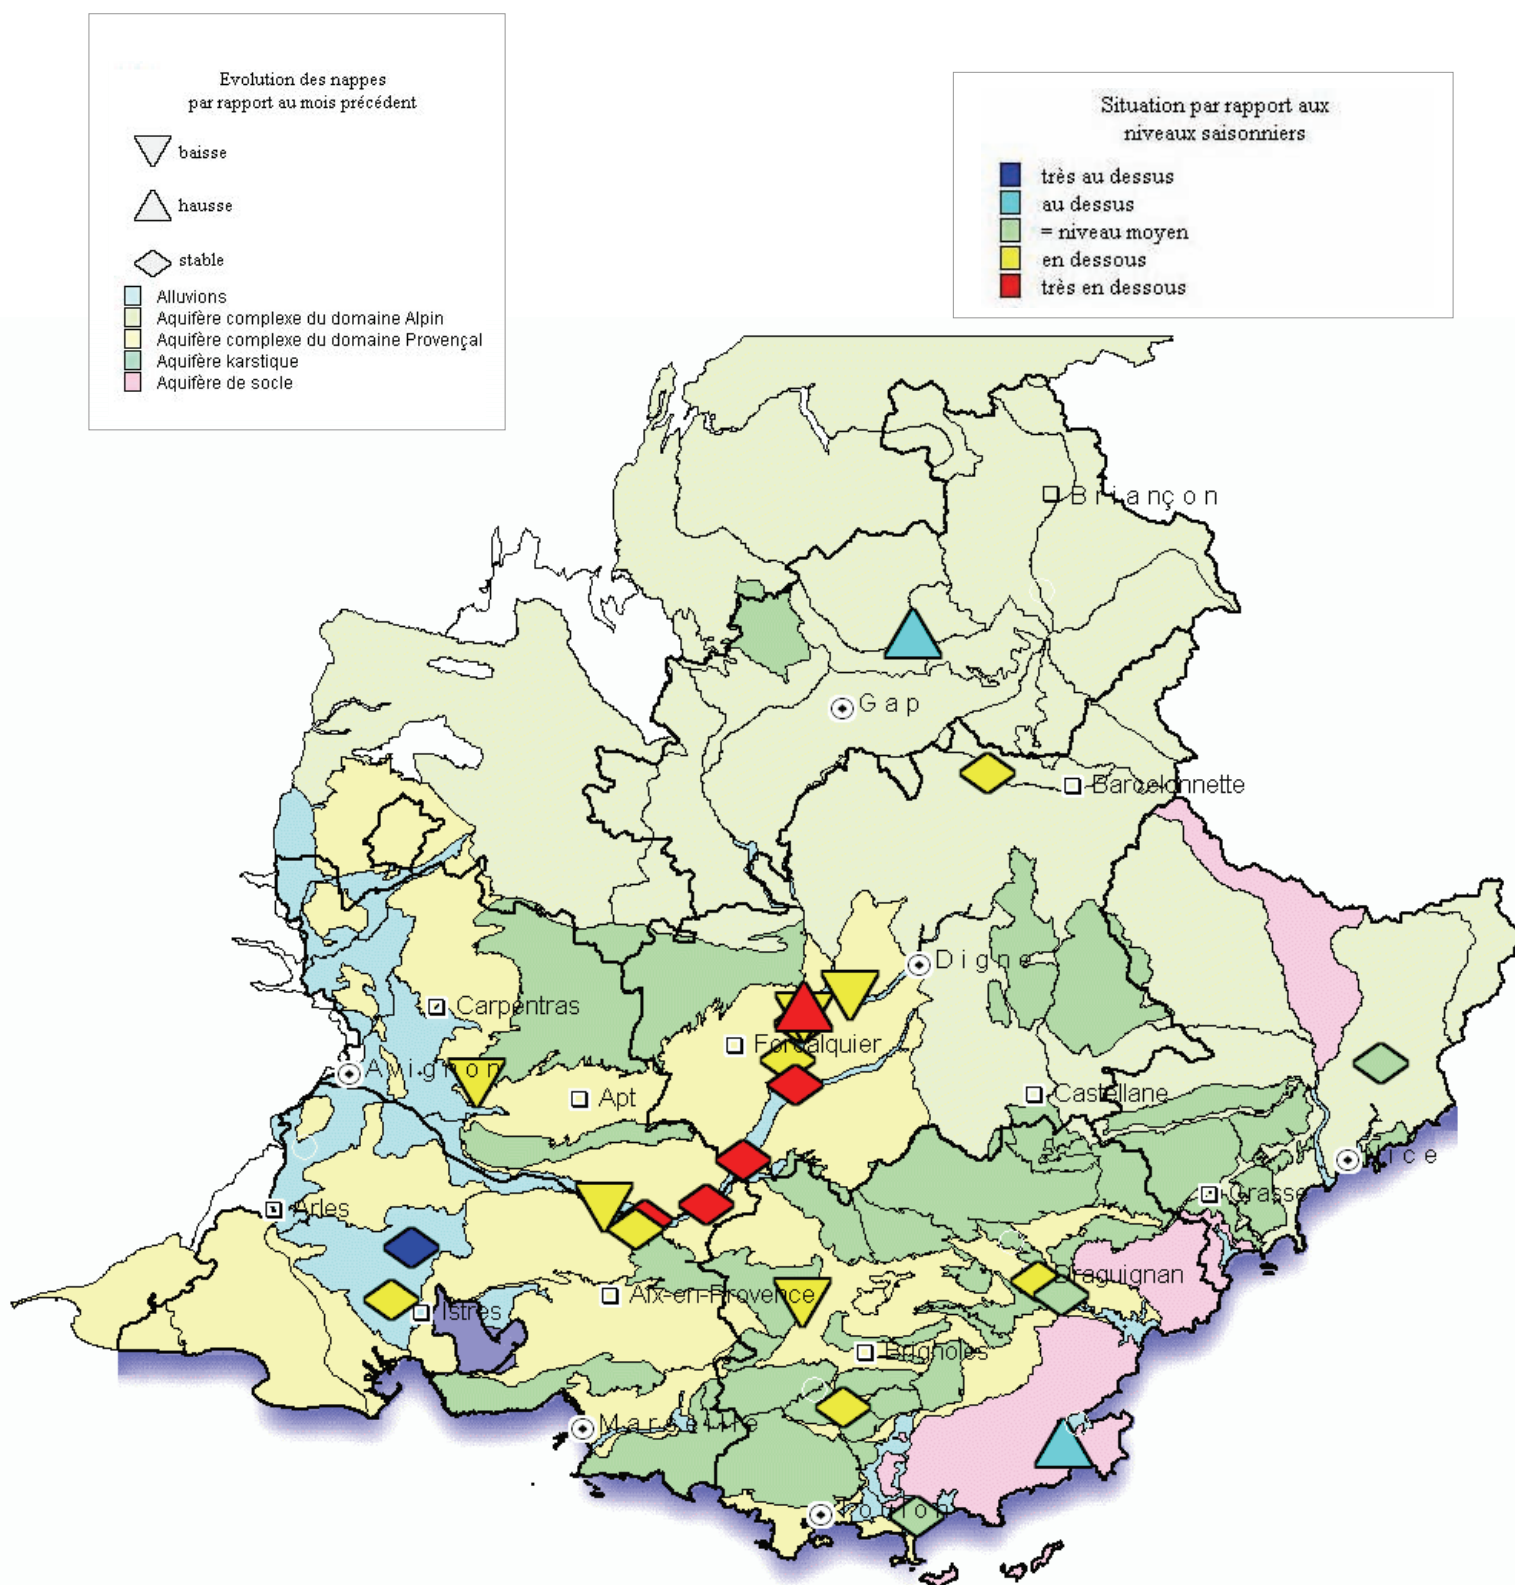 Evolution des nappes
par rapport au mois précédent
baisse
hausse
stable
Alluvions
Aquifère complexe du domaine Alpin
Aquifère complexe du domaine Provençal
Aquifère karstique
Aquifère de socle
Situation par rapport aux
niveaux saisonniers
très au dessus
au dessus
= niveau moyen
en dessous
très en dessous
Briançon
Gap
Barcelonnette
Digne
Carpentras
Forcalquier
Avignon
Apt
Castellane
Nice
Grasse
Arles
Draguignan
Aix-en-Provence
Istres
Brignoles
Marseille
Toulon